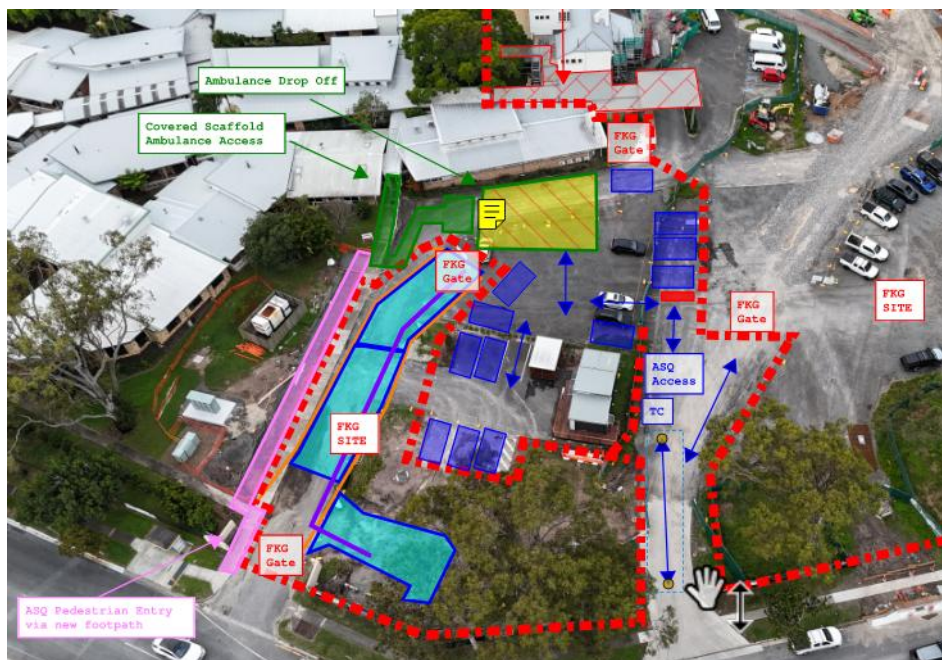 Ambulance Drop Off
Covered Scaffold
Ambulance Access
FKG
Gate
FKG
Gate
FKG
Gate
FKG
SITE
ASQ
Access
TC
FKG
SITE
FKG
Gate
ASQ Pedestrian Entry
via new footpath